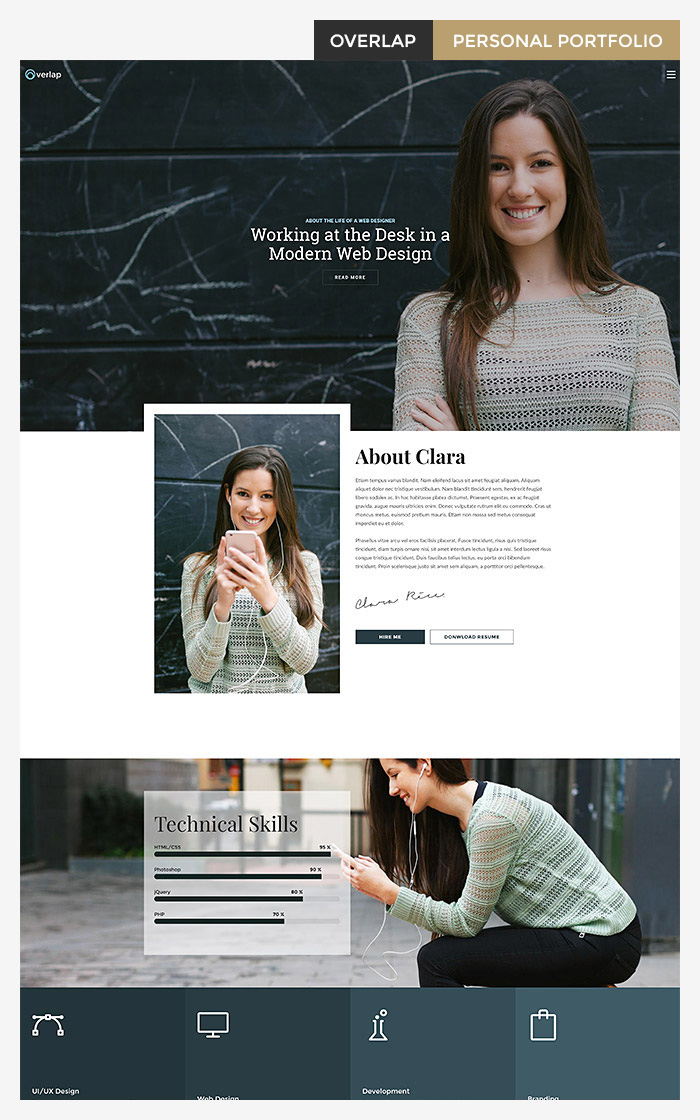 OVERLAP PERSONAL PORTFOLIO
verlap
ABOUT THE LIFE OF A WEB DESIGNER
Working at the Desk in a
Modern Web Design
READ MORE
About Clara
Etiam tempus varius blandit. Nam eleifend lacus sit amet feugiat aliquam. Aliquam
aliquet dolor nec tristique vestibulum. Nam blandit tincidunt sem, hendrerit feugiat
libero sodales ac. In hac habitasse platea dictumst. Praesent egestas, ex ac feugiat
gravida, augue mauris ultricies enim. Donec vulputate rutrum elit eu commodo. Cras ut
rhoncus metus, euismod pretium mauris. Etiam non massa sed metus consequat
imperdiet eu et dolor.
Phasellus vitae arcu vel eros facilisis placerat. Fusce tincidunt, risus quis tristique
tincidunt, diam turpis ornare nisi, sit amet interdum lectus ligula a nisi. Sed laoreet risus
congue tristique tincidunt. Duis faucibus tellus lectus, eu porta orci bibendum
tincidunt. Proin scelerisque justo sit amet sem aliquam, a porttitor orci pellentesque.
Clara Rice
HIRE ME DONWLOAD RESUME
Technical Skills
HTML/CSS 95 %
Photoshop 90 %
jQuery 80 %
PHP 70 %
UI/UX Design
Web Design
Development
Branding